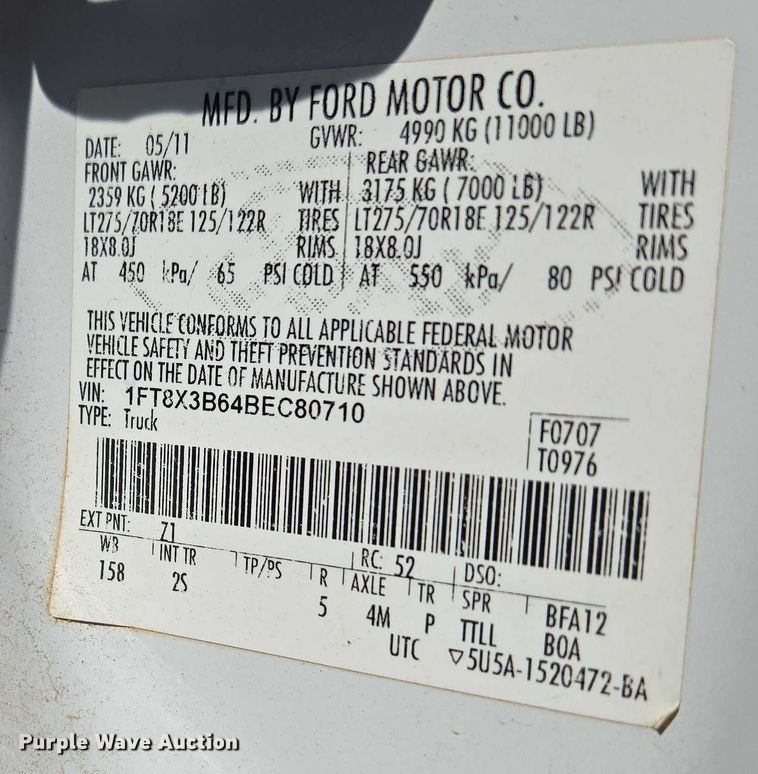 MFD. BY FORD MOTOR CO.
DATE: 05/11 GVWR: 4990 KG (11000 LB)
FRONT GAWR: REAR GAWR:
2359 KG ( 5200 LB) WITH 3175 KG ( 7000 LB) WITH
LT275/70R18E 125/122R TIRES LT275/70R18E 125/122R TIRES
18X8.0J RIMS 18X8.0J RIMS
AT 450 kPa/ 65 PSI COLD AT 550 kPa/ 80 PSI COLD
THIS VEHICLE CONFORMS TO ALL APPLICABLE FEDERAL MOTOR
VEHICLE SAFETY AND THEFT PREVENTION STANDARDS IN
EFFECT ON THE DATE OF MANUFACTURE SHOWN ABOVE.
VIN: 1FT8X3B64BEC80710
TYPE: Truck
F0707
T0976
EXT PNT: Z1 RC: 52 DSO:
WB INT TR TP/PS R AXLE TR SPR BFA12
158 2S 5 4M P TTLL BOA
UTC ▽5U5A-1520472-BA
Purple Wave Auction